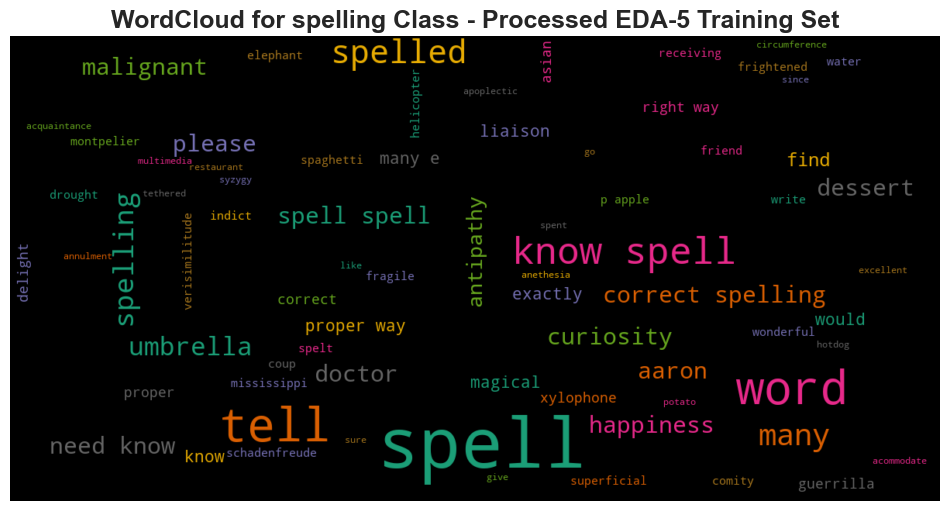 WordCloud for spelling Class - Processed EDA-5 Training Set
malignant
elephant
spelled
asian
receiving
circumference
frightened
water
since
helicopter
apoplectic
right way
acquaintance
montpelier
please
liaison
multimedia
restaurant
spaghetti
many e
go
friend
find
syzygy
drought
tethered
dessert
spelling
verisimilitude
indict
spell spell
antipathy
p apple
write
spent
know spell
delight
annulment
like
fragile
anethesia
excellent
correct
exactly
correct spelling
proper way
umbrella
spelt
curiosity
wonderful
would
hotdog
coup
doctor
mississippi
proper
magical
aaron
xylophone
potato
word
tell
spell
happiness
many
need know
know
schadenfreude
sure
give
superficial
comity
guerrilla
accommodate